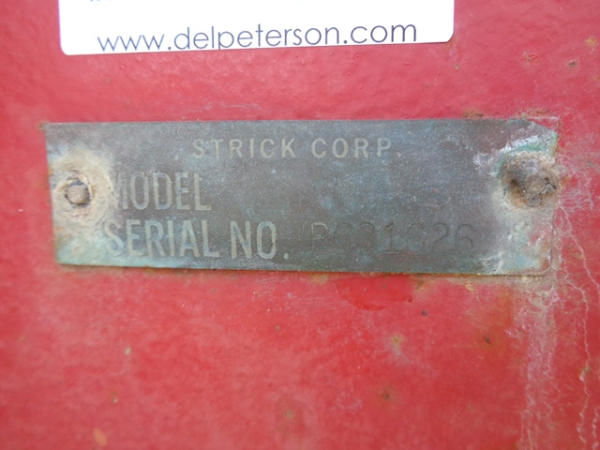 www.delpeterson.com
STRICK CORP
MODEL
SERIAL NO.